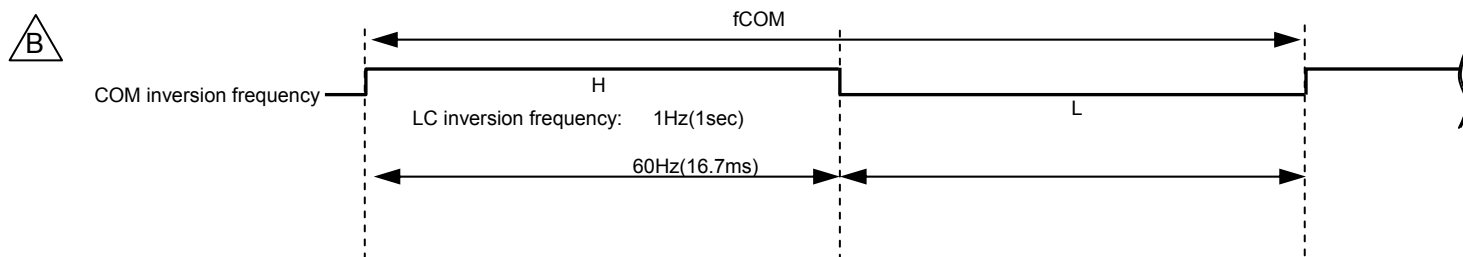 fCOM
B
H
COM inversion frequency
L
LC inversion frequency: 1Hz(1sec)
60Hz(16.7ms)